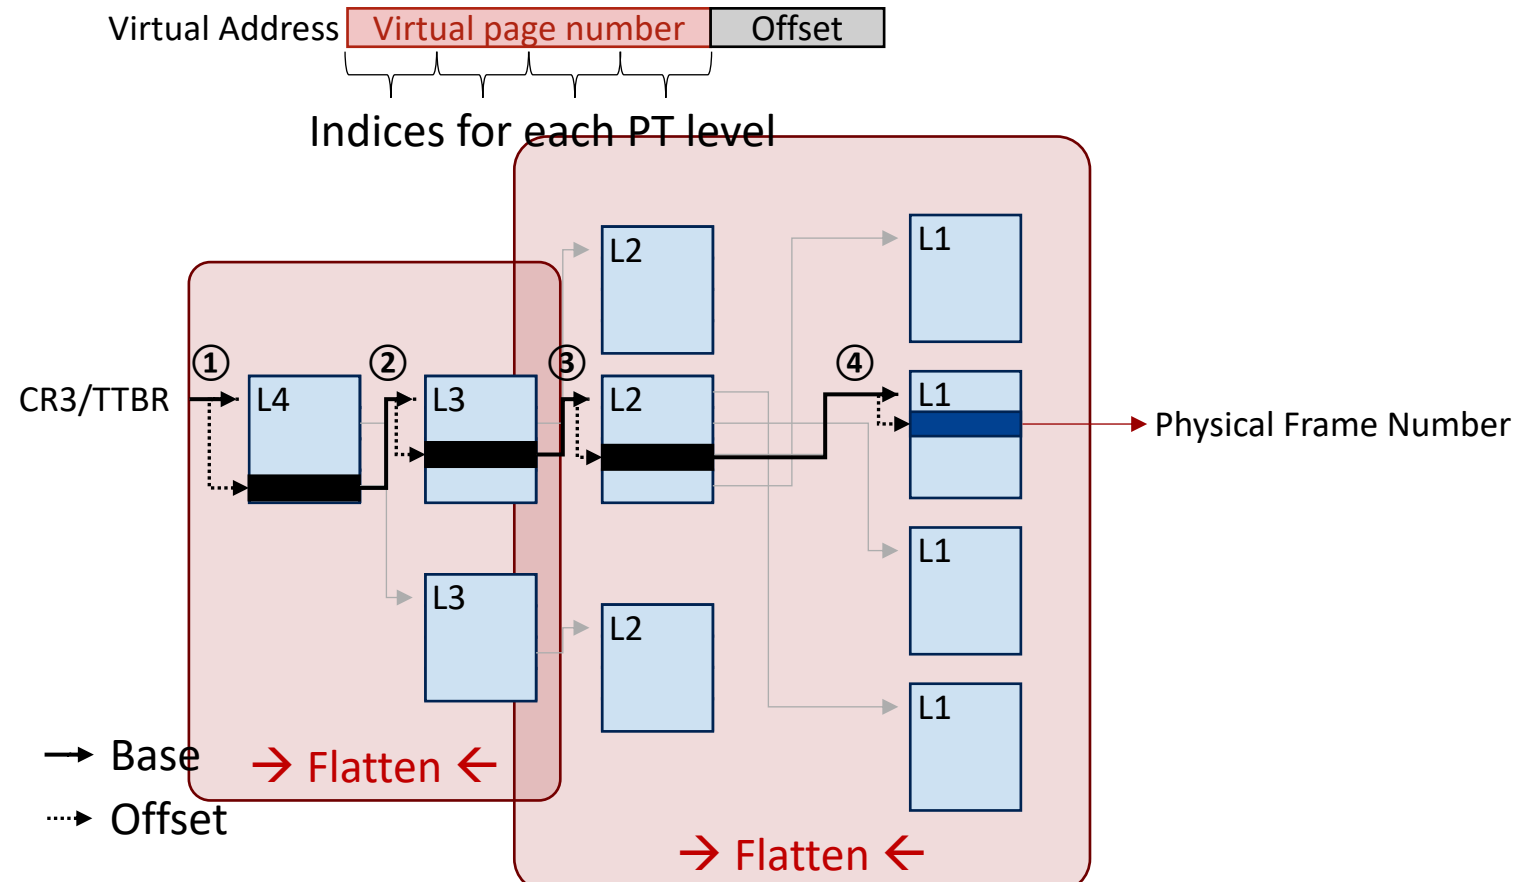 Virtual Address Virtual page number Offset
Indices for each PT level
L2
L1
① ② ③ ④
CR3/TTBR L4 L3 L2 L1 Physical Frame Number
L1
L3
L2
L1
Base → Flatten ←
Offset
→ Flatten ←